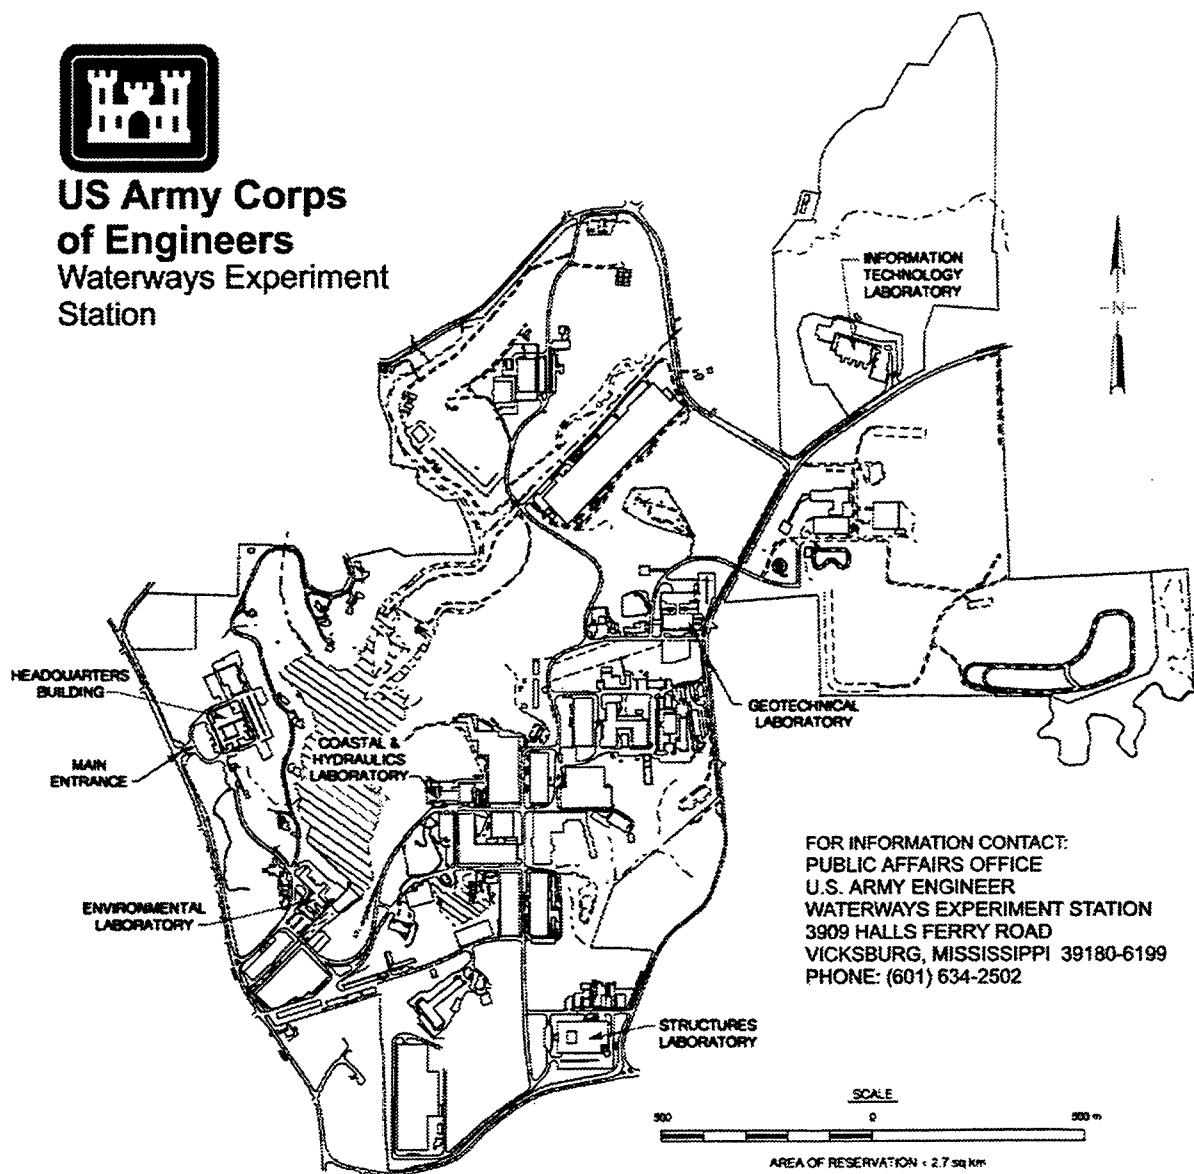 US Army Corps
of Engineers
Waterways Experiment
Station
INFORMATION
TECHNOLOGY
LABORATORY
N
HEADQUARTERS
BUILDING
MAIN
ENTRANCE
COASTAL &
HYDRAULICS
LABORATORY
GEOTECHNICAL
LABORATORY
ENVIRONMENTAL
LABORATORY
STRUCTURES
LABORATORY
FOR INFORMATION CONTACT:
PUBLIC AFFAIRS OFFICE
U.S. ARMY ENGINEER
WATERWAYS EXPERIMENT STATION
3909 HALLS FERRY ROAD
VICKSBURG, MISSISSIPPI 39180-6199
PHONE: (601) 634-2502
SCALE
500 0 500 m
AREA OF RESERVATION : 2.7 sq km